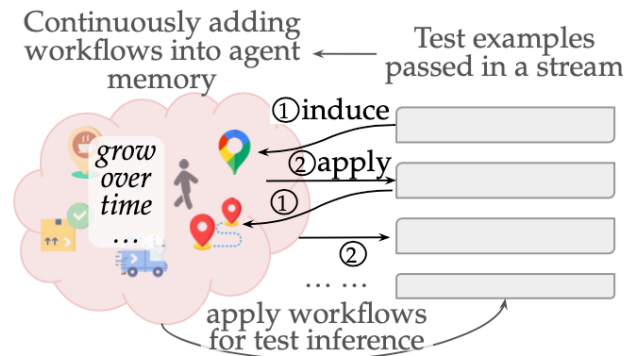 Continuously adding
workflows into agent
memory
Test examples
passed in a stream
①induce
②apply
①
②
grow
over
time
...
... ...
apply workflows
for test inference